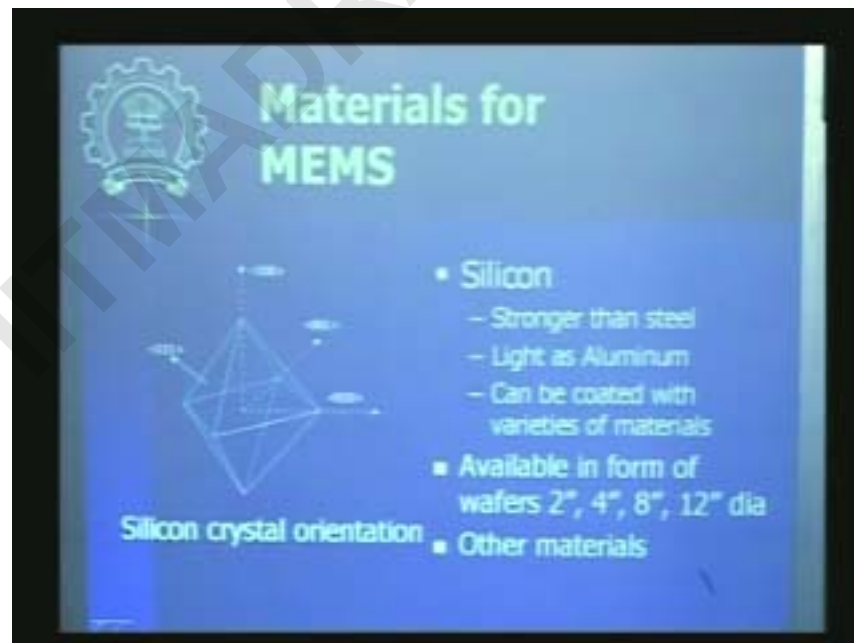 Materials for
MEMS
▪ Silicon
– Stronger than steel
– Light as Aluminum
– Can be coated with
varieties of materials
▪ Available in form of
wafers 2", 4", 8", 12" dia
▪ Other materials
Silicon crystal orientation
IITMADRA